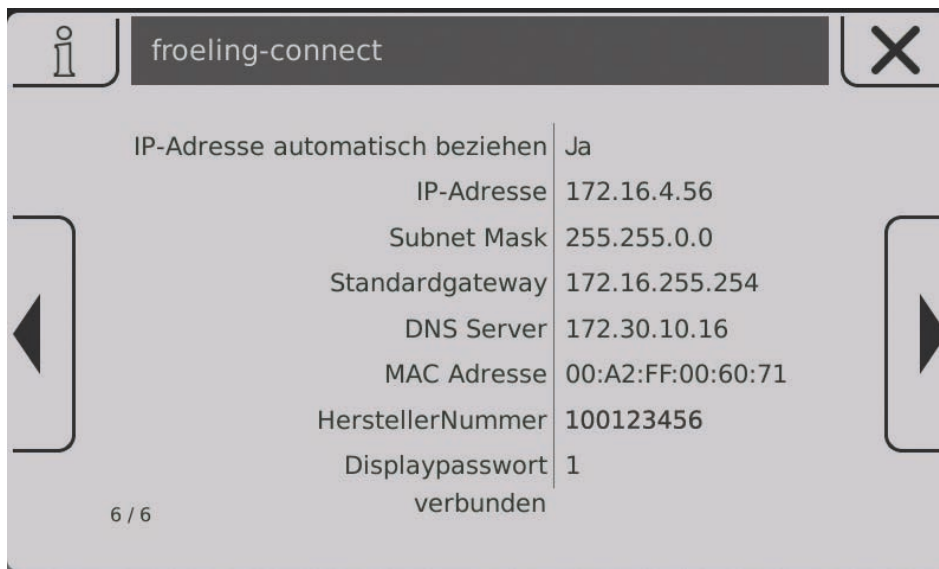 froeling-connect
IP-Adresse automatisch beziehen Ja
IP-Adresse 172.16.4.56
Subnet Mask 255.255.0.0
Standardgateway 172.16.255.254
DNS Server 172.30.10.16
MAC Adresse 00:A2:FF:00:60:71
HerstellerNummer 100123456
Displaypasswort 1
verbunden
6 / 6